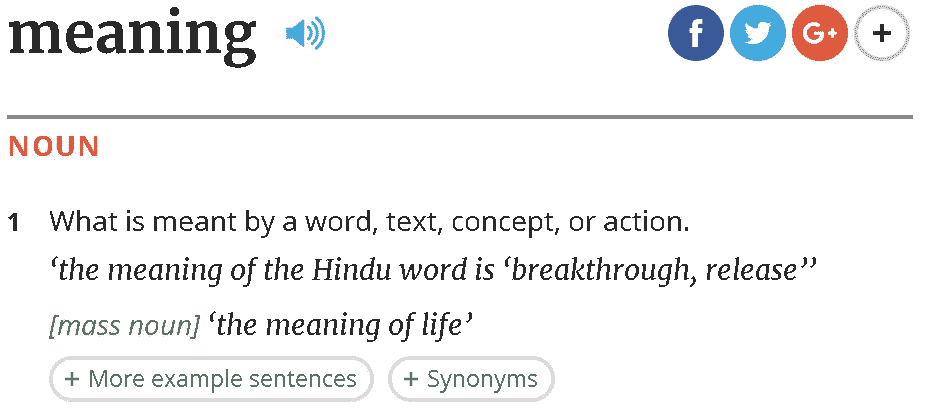 meaning
f G+ +
NOUN
1 What is meant by a word, text, concept, or action.
‘the meaning of the Hindu word is ‘breakthrough, release’’
[mass noun] ‘the meaning of life’
+ More example sentences + Synonyms